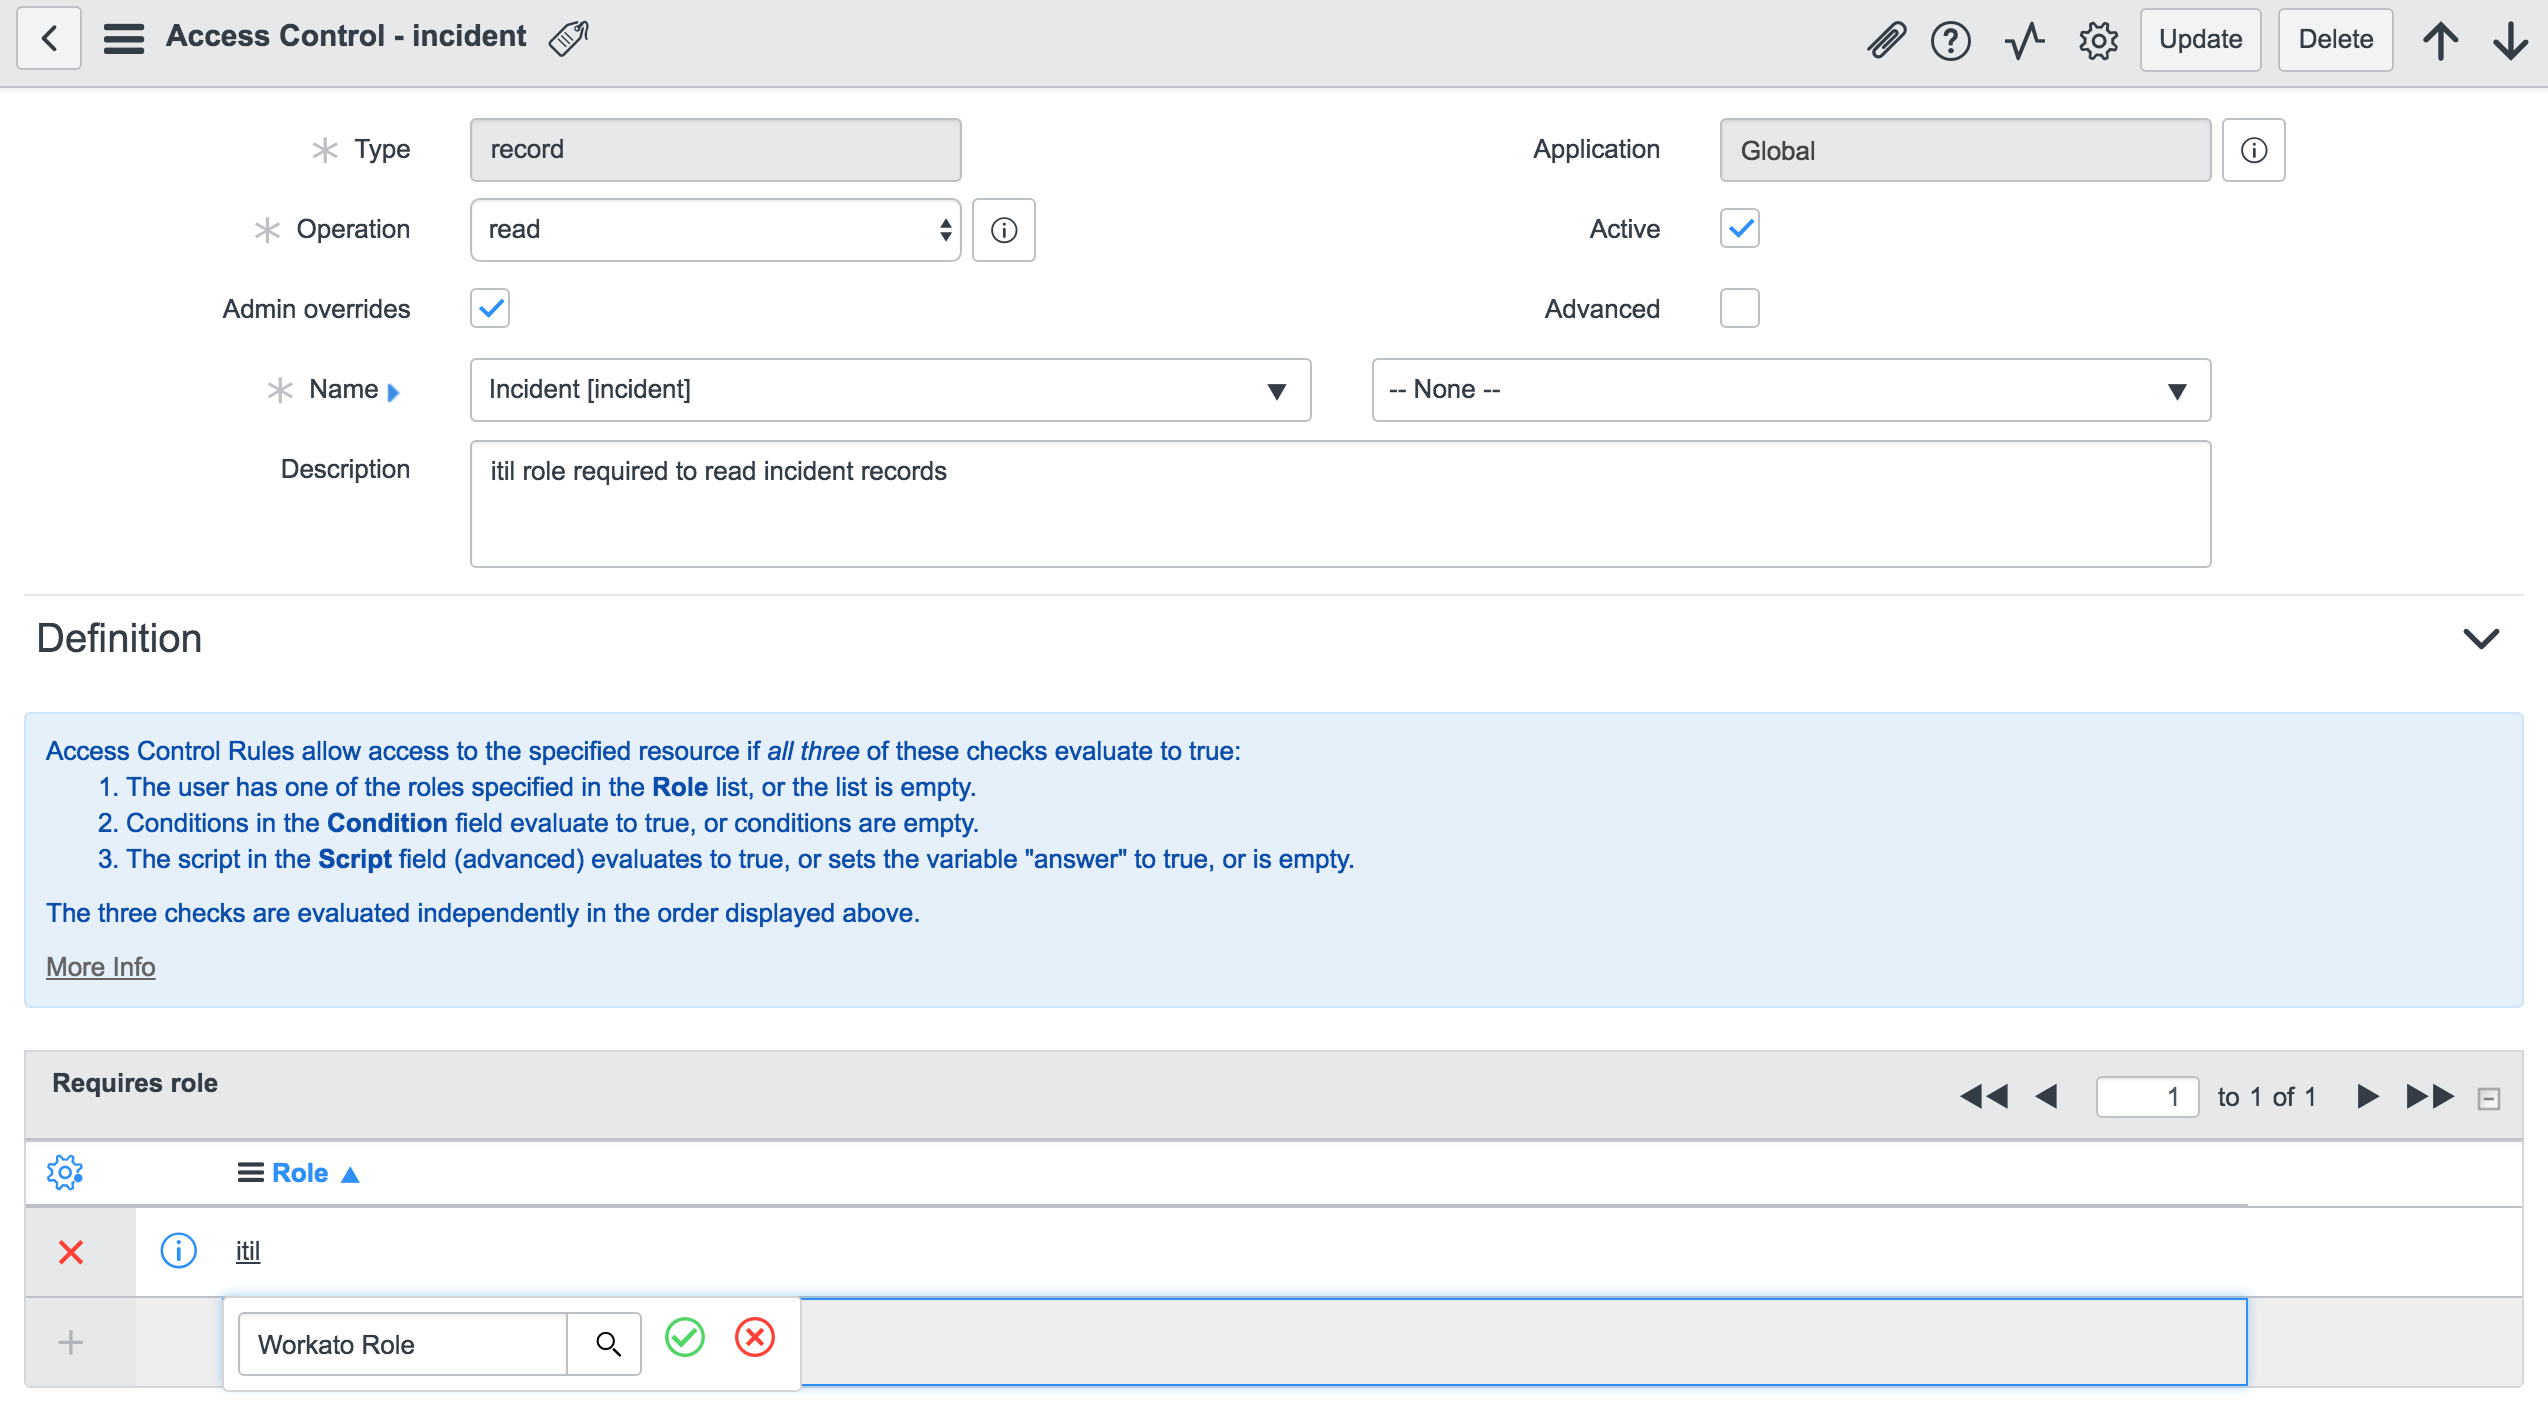 Access Control - incident
Update
Delete
Type
record
Application
Global
Operation
read
Active
Admin overrides
Advanced
Name
Incident [incident]
-- None --
Description
itil role required to read incident records
Definition
Access Control Rules allow access to the specified resource if all three of these checks evaluate to true:
1. The user has one of the roles specified in the Role list, or the list is empty.
2. Conditions in the Condition field evaluate to true, or conditions are empty.
3. The script in the Script field (advanced) evaluates to true, or sets the variable "answer" to true, or is empty.
The three checks are evaluated independently in the order displayed above.
More Info
Requires role
1 to 1 of 1
Role
itil
Workato Role